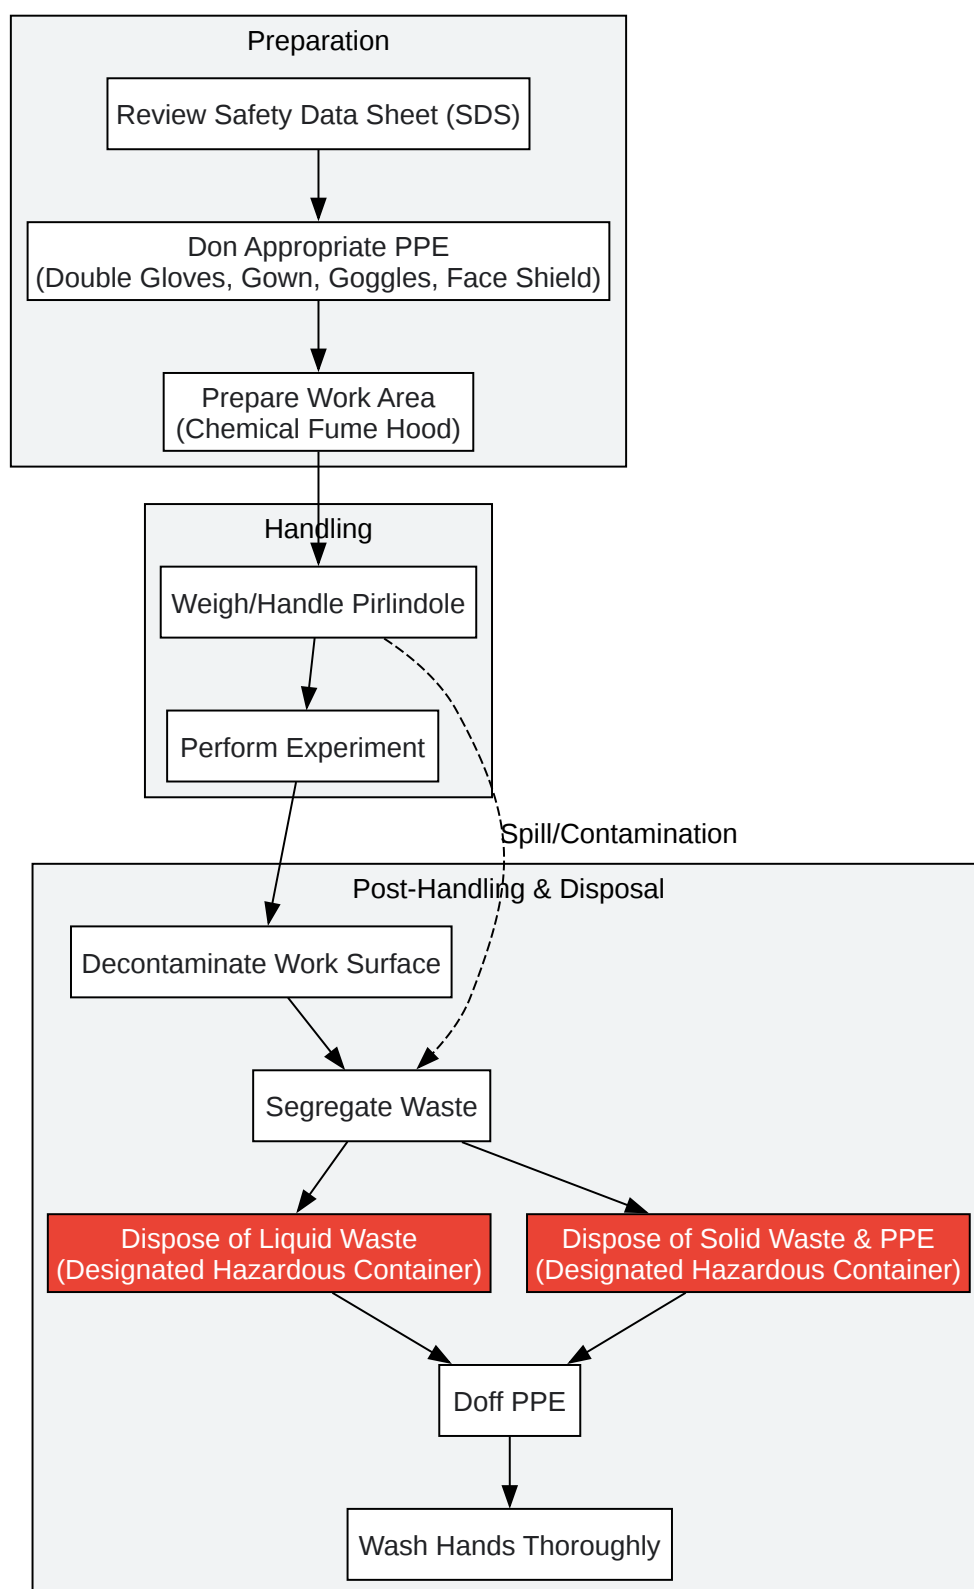 Preparation
Review Safety Data Sheet (SDS)
Don Appropriate PPE
(Double Gloves, Gown, Goggles, Face Shield)
Prepare Work Area
(Chemical Fume Hood)
Handling
Weigh/Handle Pirlindole
Perform Experiment
Spill/Contamination
Post-Handling & Disposal
Decontaminate Work Surface
Segregate Waste
Dispose of Liquid Waste
(Designated Hazardous Container)
Dispose of Solid Waste & PPE
(Designated Hazardous Container)
Doff PPE
Wash Hands Thoroughly